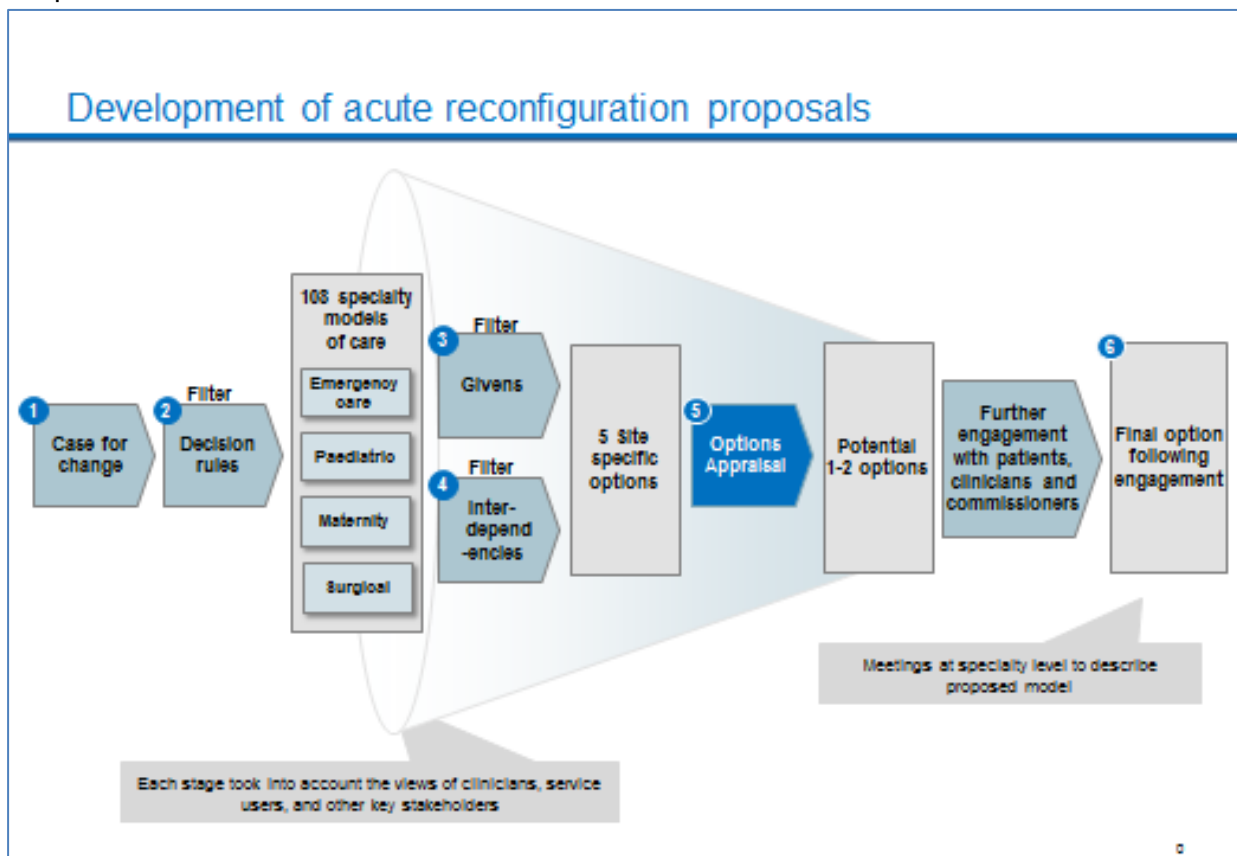 Development of acute reconfiguration proposals
1
Case for
change
Filter
2
Decision
rules
108 specialty
models
of care
Emergency
care
Paediatric
Maternity
Surgical
Filter
3
Givens
Filter
4
Inter-
depend
-encies
5 Site
specific
options
5
Options
Appraisal
Potential
1-2 options
Further
engagement
with patients,
clinicians and
commissioners
6
Final option
following
engagement
Meetings at specialty level to describe
proposed model
Each stage took into account the views of clinicians, service
users, and other key stakeholders